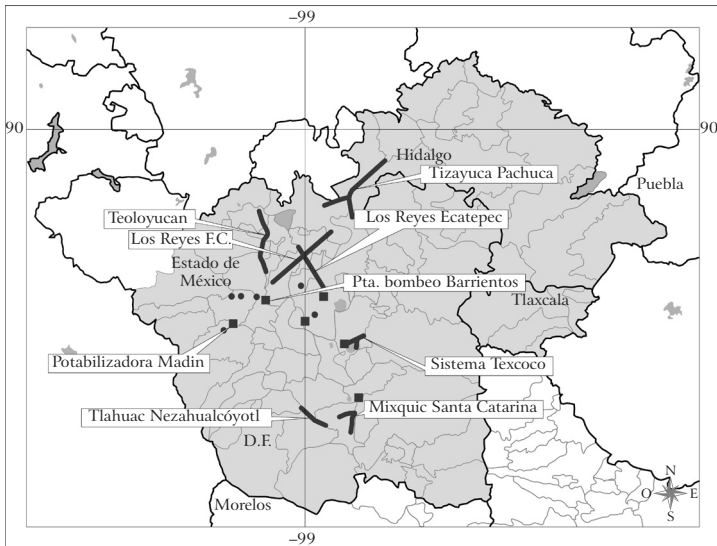 –99
90
90
Hidalgo
Tizayuca Pachuca
Puebla
Teoloyucan
Los Reyes Ecatepec
Los Reyes F.C.
Estado de
México
Pta. bombeo Barrientos
Tlaxcala
Potabilizadora Madin
Sistema Texcoco
Tlahuac Nezahualcóyotl
Mixquic Santa Catarina
D.F.
N
O
E
S
Morelos
–99